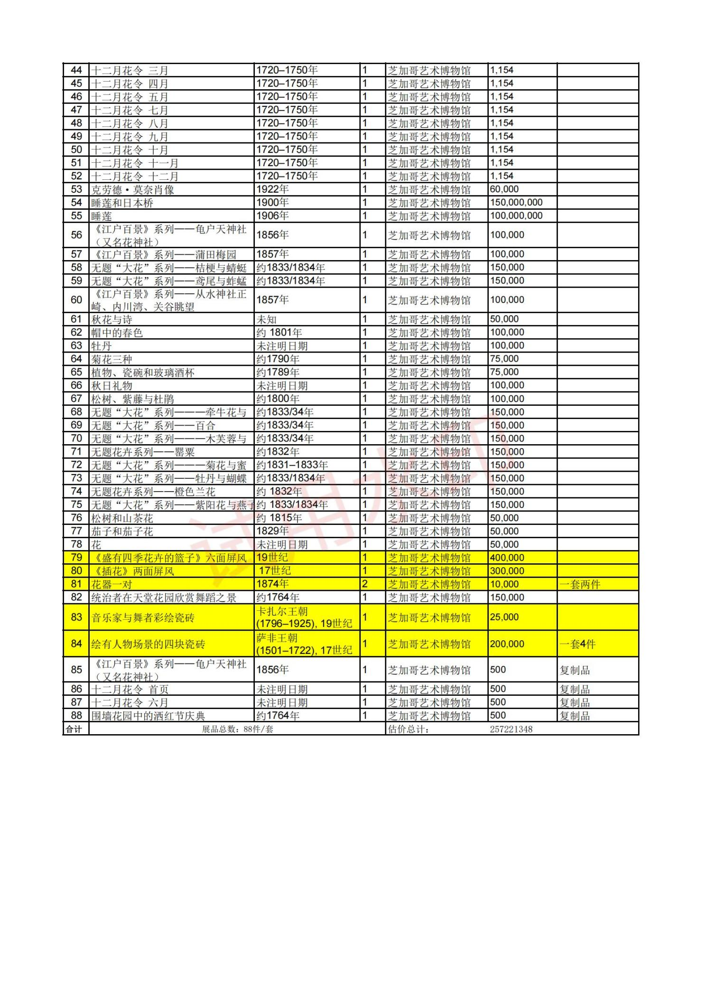 44 十二月花令 三月 1720–1750年 1 芝加哥艺术博物馆 1,154
45 十二月花令 四月 1720–1750年 1 芝加哥艺术博物馆 1,154
46 十二月花令 五月 1720–1750年 1 芝加哥艺术博物馆 1,154
47 十二月花令 七月 1720–1750年 1 芝加哥艺术博物馆 1,154
48 十二月花令 八月 1720–1750年 1 芝加哥艺术博物馆 1,154
49 十二月花令 九月 1720–1750年 1 芝加哥艺术博物馆 1,154
50 十二月花令 十月 1720–1750年 1 芝加哥艺术博物馆 1,154
51 十二月花令 十一月 1720–1750年 1 芝加哥艺术博物馆 1,154
52 十二月花令 十二月 1720–1750年 1 芝加哥艺术博物馆 1,154
53 克劳德·莫奈肖像 1922年 1 芝加哥艺术博物馆 60,000
54 睡莲和日本桥 1900年 1 芝加哥艺术博物馆 150,000,000
55 睡莲 1906年 1 芝加哥艺术博物馆 100,000,000
《江户百景》系列——龟户天神社
56 （又名花神社） 1856年 1 芝加哥艺术博物馆 100,000
57 《江户百景》系列——蒲田梅园 1857年 1 芝加哥艺术博物馆 100,000
58 无题“大花”系列——桔梗与蜻蜓 约1833/1834年 1 芝加哥艺术博物馆 150,000
59 无题“大花”系列——鸢尾与蚱蜢 约1833/1834年 1 芝加哥艺术博物馆 150,000
《江户百景》系列——从水神社正
60 崎、内川湾、关谷眺望 1857年 1 芝加哥艺术博物馆 100,000
61 秋花与诗 未知 1 芝加哥艺术博物馆 50,000
62 帽中的春色 约 1801年 1 芝加哥艺术博物馆 100,000
63 牡丹 未注明日期 1 芝加哥艺术博物馆 100,000
64 菊花三种 约1790年 1 芝加哥艺术博物馆 75,000
65 植物、瓷碗和玻璃酒杯 约1789年 1 芝加哥艺术博物馆 75,000
66 秋日礼物 未注明日期 1 芝加哥艺术博物馆 100,000
67 松树、紫藤与杜鹃 约1800年 1 芝加哥艺术博物馆 100,000
68 无题“大花”系列———牵牛花与 约1833/34年 1 芝加哥艺术博物馆 150,000
69 无题“大花”系列——百合 约1833/34年 1 芝加哥艺术博物馆 150,000
70 无题“大花”系列———木芙蓉与 约1833/34年 1 芝加哥艺术博物馆 150,000
71 无题花卉系列——罂粟 约1832年 1 芝加哥艺术博物馆 150,000
72 无题“大花”系列———菊花与蜜 约1831–1833年 1 芝加哥艺术博物馆 150,000
73 无题“大花”系列——牡丹与蝴蝶 约1833/1834年 1 芝加哥艺术博物馆 150,000
74 无题花卉系列——橙色兰花 约 1832年 1 芝加哥艺术博物馆 150,000
75 无题“大花”系列——紫阳花与燕子 约 1833/1834年 1 芝加哥艺术博物馆 150,000
76 松树和山茶花 约 1815年 1 芝加哥艺术博物馆 50,000
77 茄子和茄子花 1829年 1 芝加哥艺术博物馆 50,000
78 花 未注明日期 1 芝加哥艺术博物馆 50,000
79 《盛有四季花卉的篮子》六面屏风 19世纪 1 芝加哥艺术博物馆 400,000
80 《插花》两面屏风 17世纪 1 芝加哥艺术博物馆 300,000
81 花器一对 1874年 2 芝加哥艺术博物馆 10,000 一套两件
82 统治者在天堂花园欣赏舞蹈之景 约1764年 1 芝加哥艺术博物馆 150,000
卡扎尔王朝
83 音乐家与舞者彩绘瓷砖 (1796–1925), 19世纪 1 芝加哥艺术博物馆 25,000
萨非王朝
84 绘有人物场景的四块瓷砖 (1501–1722), 17世纪 1 芝加哥艺术博物馆 200,000 一套4件
《江户百景》系列——龟户天神社
85 （又名花神社） 1856年 1 芝加哥艺术博物馆 500 复制品
86 十二月花令 首页 未注明日期 1 芝加哥艺术博物馆 500 复制品
87 十二月花令 六月 未注明日期 1 芝加哥艺术博物馆 500 复制品
88 围墙花园中的洒红节庆典 约1764年 1 芝加哥艺术博物馆 500 复制品
合计 展品总数：88件/套 估价总计： 257221348
试用水印